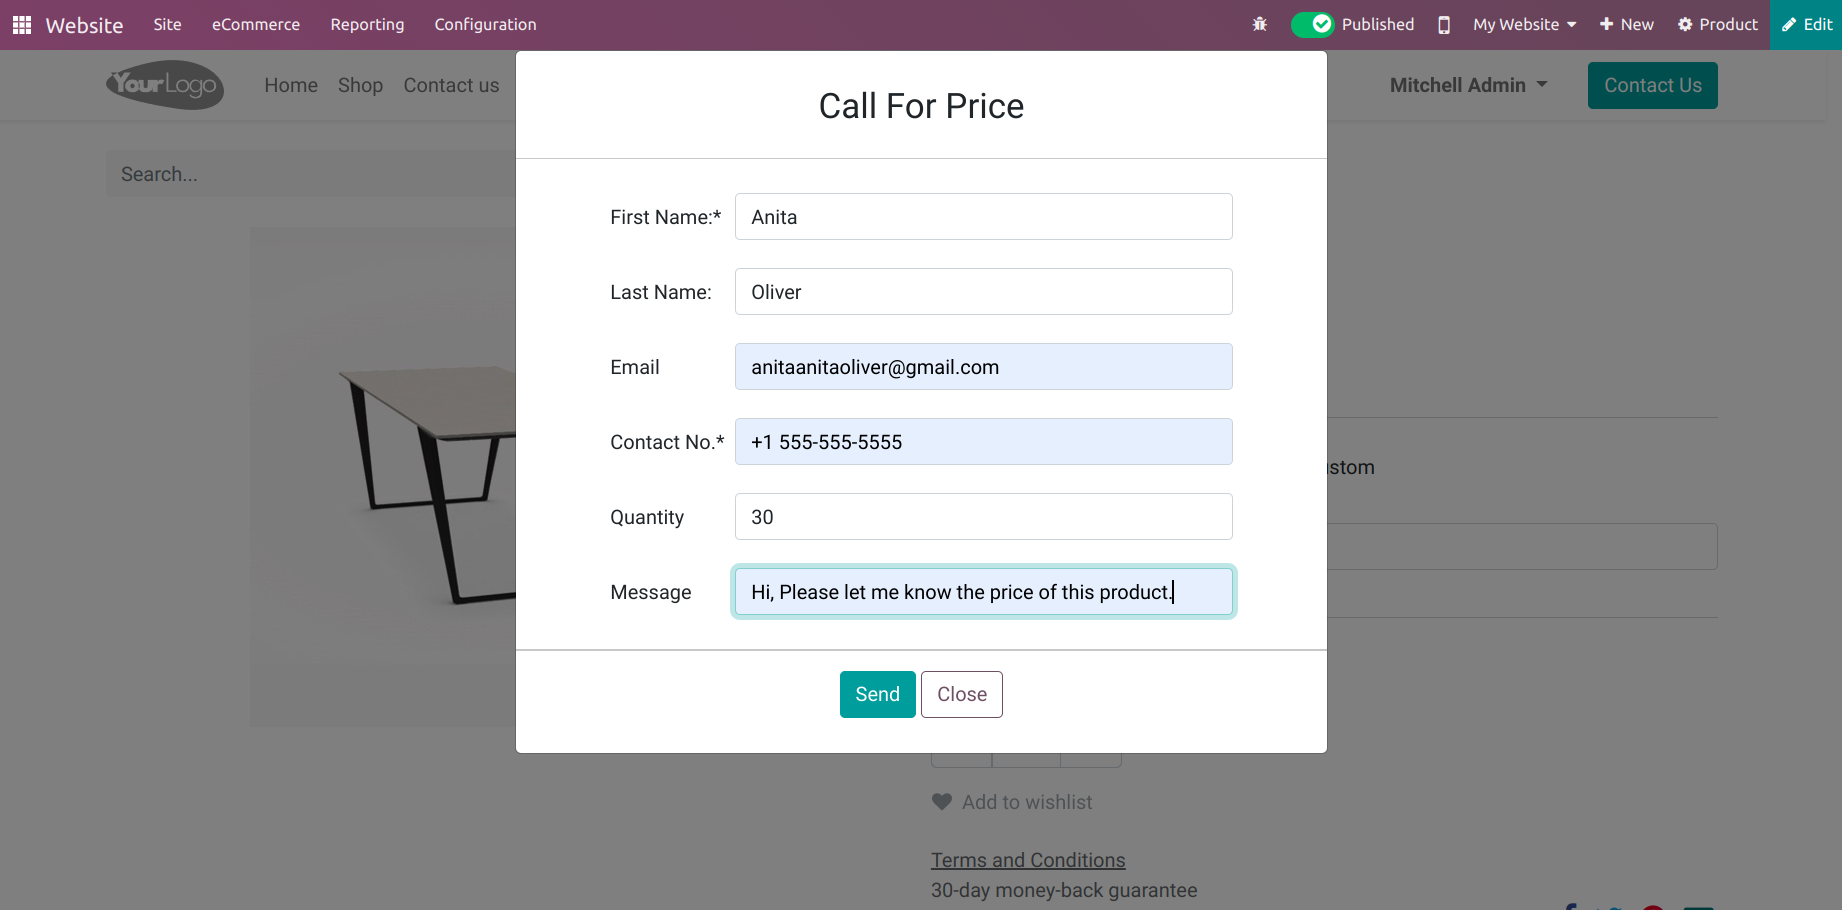 Website Site eCommerce Reporting Configuration Published My Website New Product Edit
YourLogo Home Shop Contact us Mitchell Admin Contact Us
Call For Price
Search...
First Name:* Anita
Last Name: Oliver
Email anitaanitaoliver@gmail.com
Contact No.* +1 555-555-5555
ustom
Quantity 30
Message Hi, Please let me know the price of this product.
Send Close
Add to wishlist
Terms and Conditions
30-day money-back guarantee